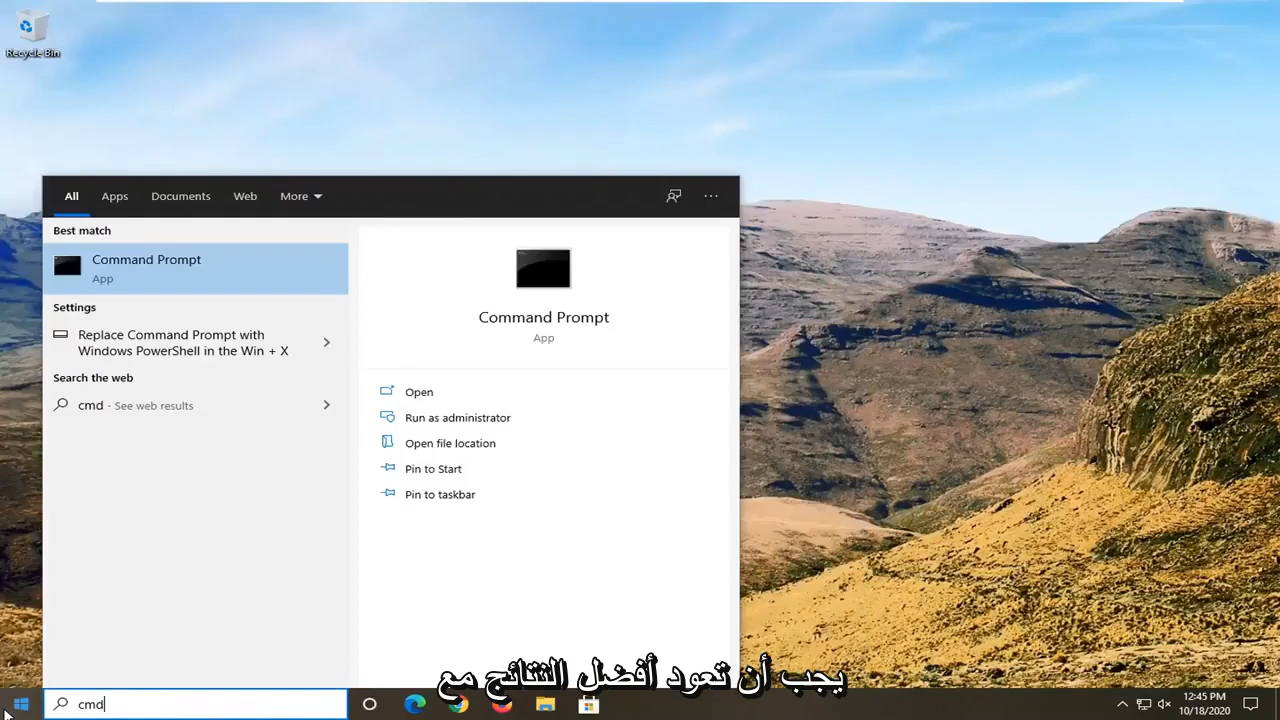 Recycle Bin
All Apps Documents Web More
Best match
Command Prompt
App
Settings
Replace Command Prompt with
Windows PowerShell in the Win + X
Search the web
cmd - See web results
Command Prompt
App
Open
Run as administrator
Open file location
Pin to Start
Pin to taskbar
يجب أن تعود أفضل النتائج مع
cmd
12:45 PM
10/18/2020